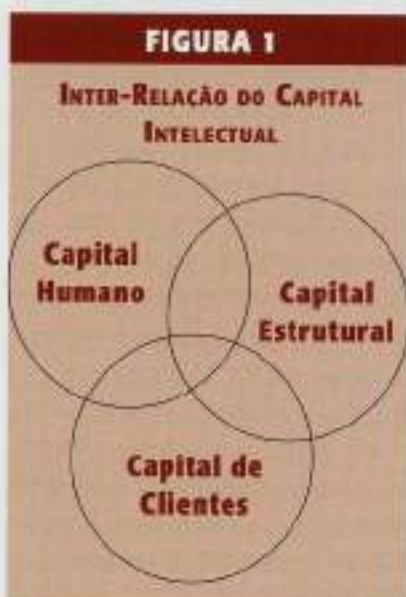 FIGURA 1
INTER-RELAÇÃO DO CAPITAL
INTELECTUAL
Capital
Humano
Capital
Estrutural
Capital de
Clientes